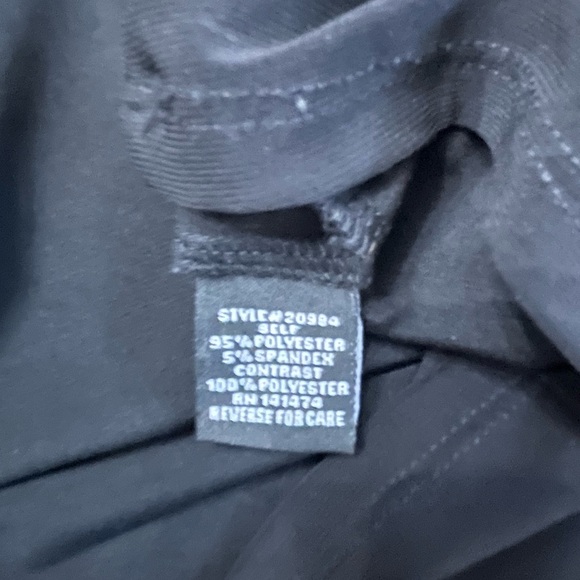 STYLE#20984
SELF
95%POLYESTER
5%SPANDEX
CONTRAST
100%POLYESTER
RN 141474
REVERSE FOR CARE